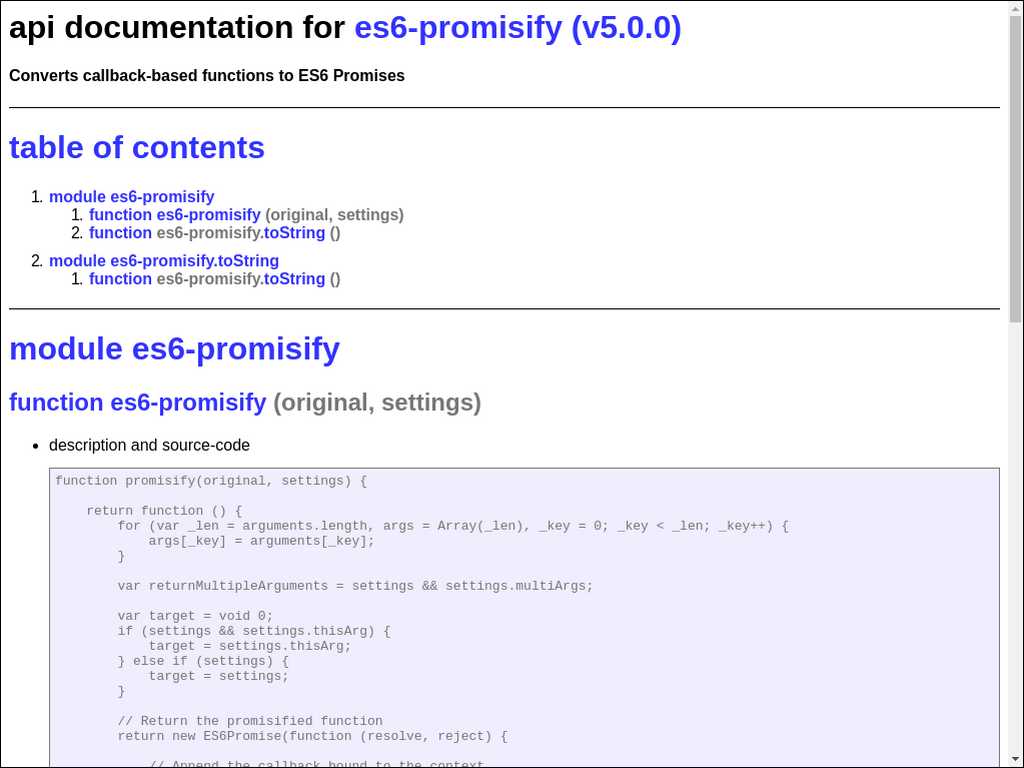 api documentation for es6-promisify (v5.0.0)
Converts callback-based functions to ES6 Promises
table of contents
1. module es6-promisify
1. function es6-promisify (original, settings)
2. function es6-promisify.toString ()
2. module es6-promisify.toString
1. function es6-promisify.toString ()
module es6-promisify
function es6-promisify (original, settings)
• description and source-code
function promisify(original, settings) {
return function () {
for (var _len = arguments.length, args = Array(_len), _key = 0; _key < _len; _key++) {
args[_key] = arguments[_key];
}
var returnMultipleArguments = settings && settings.multiArgs;
var target = void 0;
if (settings && settings.thisArg) {
target = settings.thisArg;
} else if (settings) {
target = settings;
}
// Return the promisified function
return new ES6Promise(function (resolve, reject) {
// Append the callback bound to the context